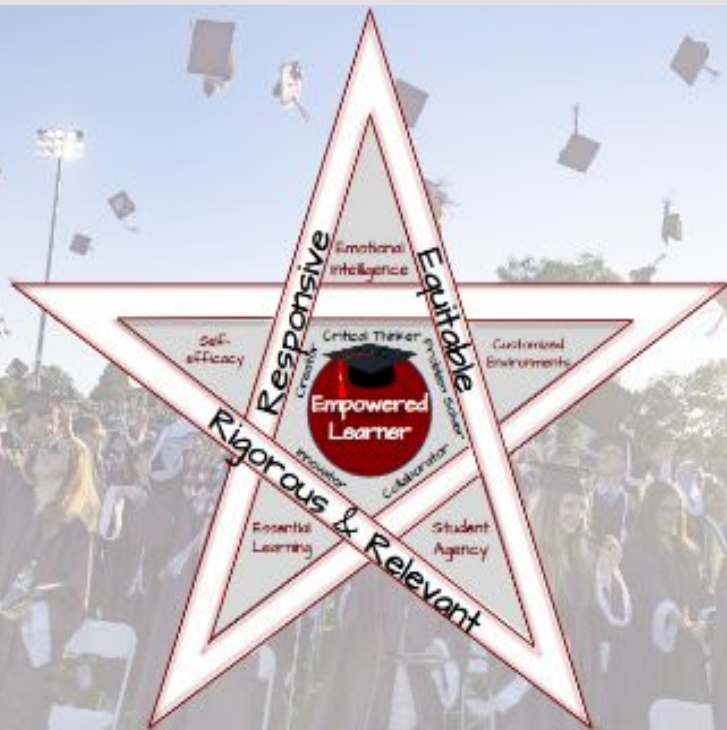 Emotional
Intelligence
Responsive
Equitable
Self-
efficacy
Critical Thinker
Creator
Problem Solver
Customized
Environments
Empowered
Learner
Innovator
Collaborator
Rigorous & Relevant
Essential
Learning
Student
Agency